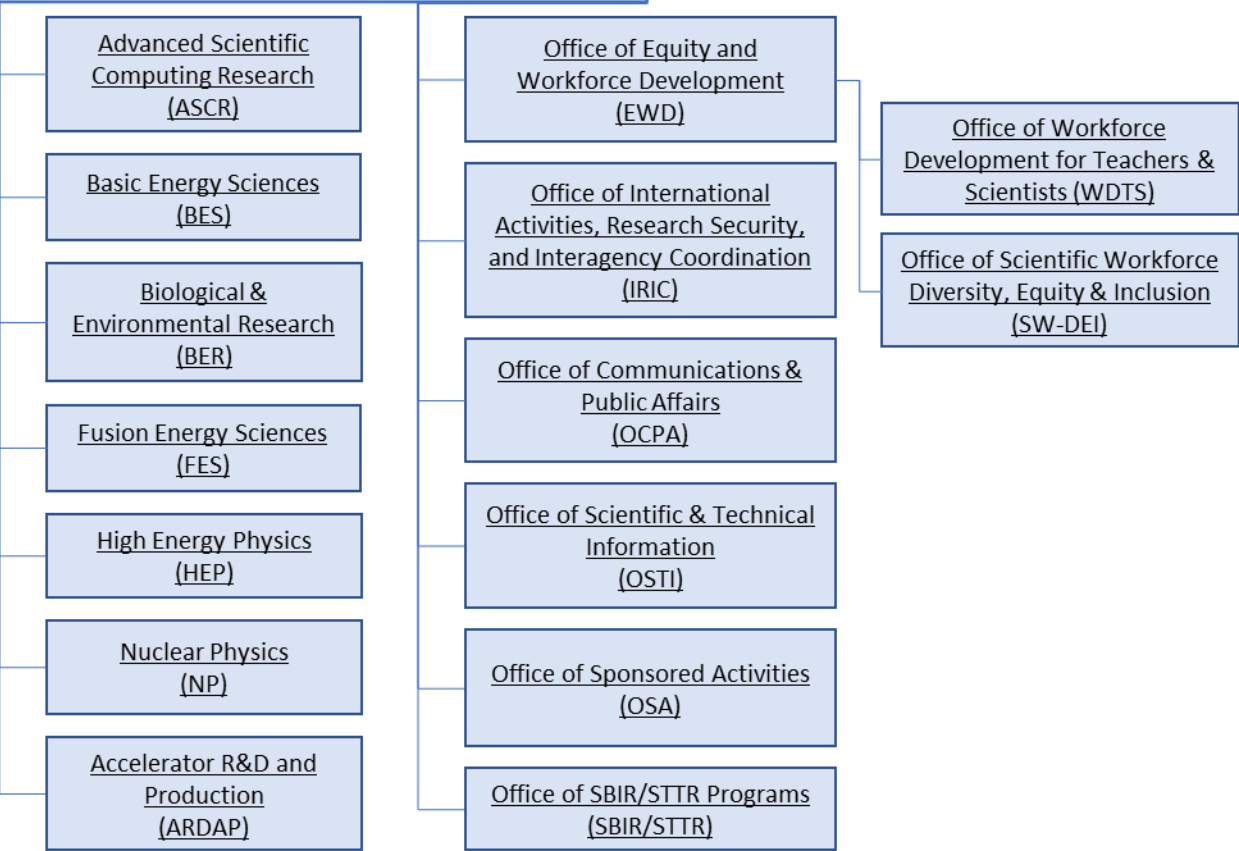 Advanced Scientific
Computing Research
(ASCR)
Basic Energy Sciences
(BES)
Biological &
Environmental Research
(BER)
Fusion Energy Sciences
(FES)
High Energy Physics
(HEP)
Nuclear Physics
(NP)
Accelerator R&D and
Production
(ARDAP)
Office of Equity and
Workforce Development
(EWD)
Office of International
Activities, Research Security,
and Interagency Coordination
(IRIC)
Office of Communications &
Public Affairs
(OCPA)
Office of Scientific & Technical
Information
(OSTI)
Office of Sponsored Activities
(OSA)
Office of SBIR/STTR Programs
(SBIR/STTR)
Office of Workforce
Development for Teachers &
Scientists (WDTS)
Office of Scientific Workforce
Diversity, Equity & Inclusion
(SW-DEI)